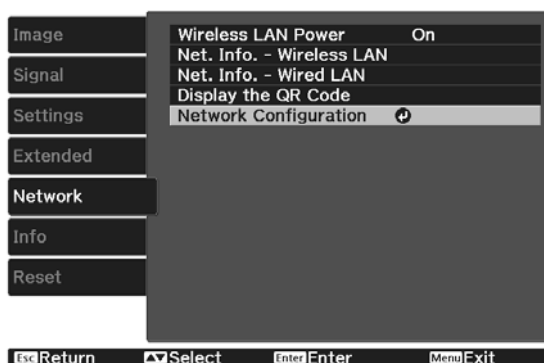 Image
Signal
Settings
Extended
Network
Info
Reset
Wireless LAN Power On
Net. Info. - Wireless LAN
Net. Info. - Wired LAN
Display the QR Code
Network Configuration
Esc Return Select Enter Enter Menu Exit